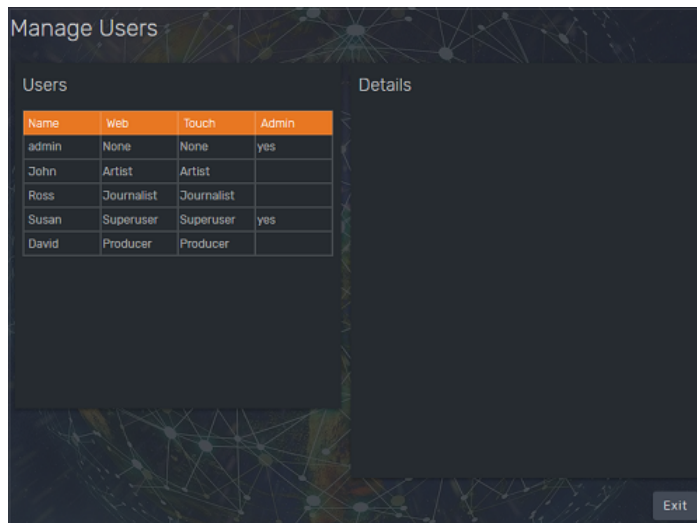 Manage Users
Users
Details
Name Web Touch Admin
admin None None yes
John Artist Artist
Ross Journalist Journalist
Susan Superuser Superuser yes
David Producer Producer
Exit